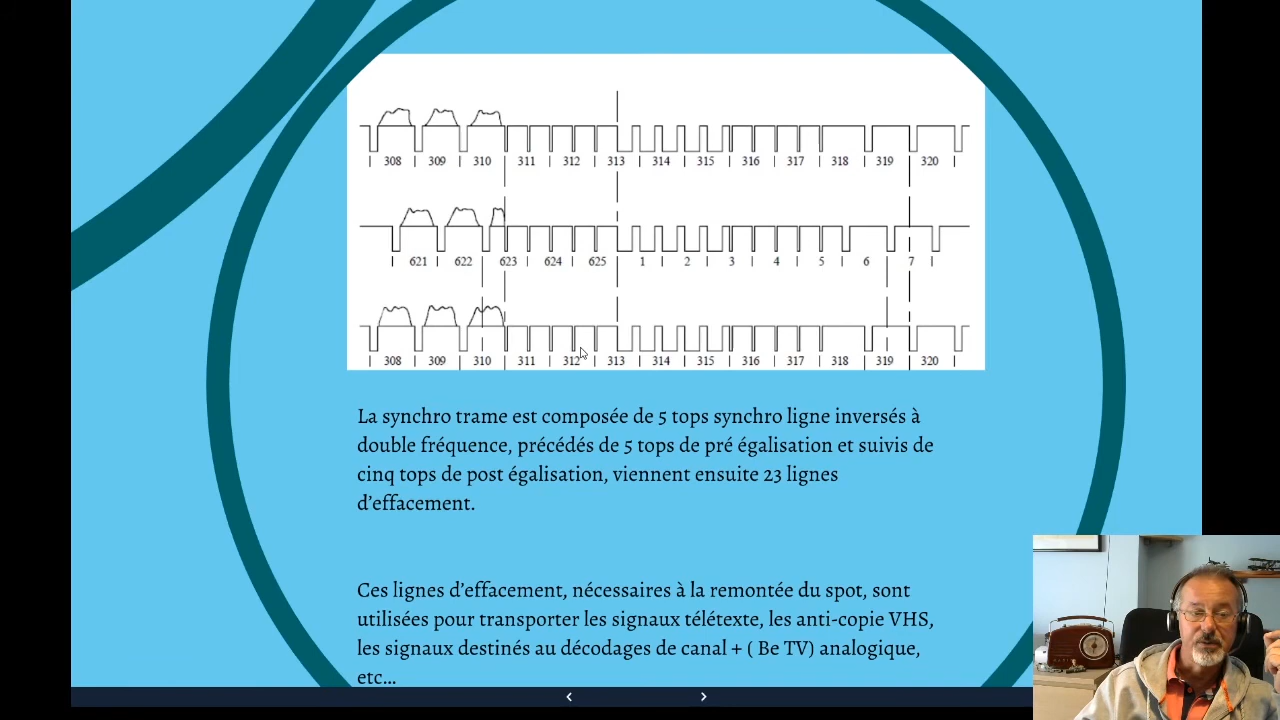 308 309 310 311 312 313 314 315 316 317 318 319 320
621 622 623 624 625 1 2 3 4 5 6 7
308 309 310 311 312 313 314 315 316 317 318 319 320
La synchro trame est composée de 5 tops synchro ligne inversés à
double fréquence, précédés de 5 tops de pré égalisation et suivis de
cinq tops de post égalisation, viennent ensuite 23 lignes
d’effacement.
Ces lignes d’effacement, nécessaires à la remontée du spot, sont
utilisées pour transporter les signaux télétexte, les anti-copie VHS,
les signaux destinés au décodages de canal + ( Be TV) analogique,
etc...